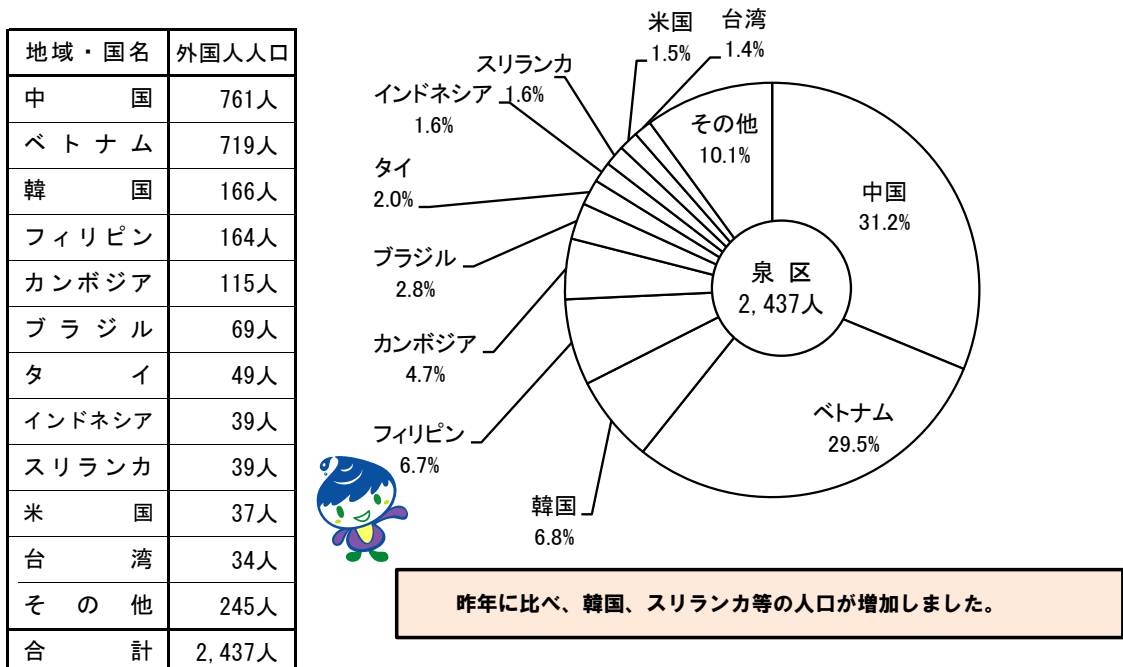 地域・国名 外国人人口
中国 761人
ベトナム 719人
韓国 166人
フィリピン 164人
カンボジア 115人
ブラジル 69人
タイ 49人
インドネシア 39人
スリランカ 39人
米国 37人
台湾 34人
その他 245人
合計 2,437人
米国
1.5%
台湾
1.4%
スリランカ
1.6%
インドネシア
1.6%
タイ
2.0%
ブラジル
2.8%
カンボジア
4.7%
フィリピン
6.7%
韓国
6.8%
その他
10.1%
中国
31.2%
ベトナム
29.5%
泉区
2,437人
昨年に比べ、韓国、スリランカ等の人口が増加しました。